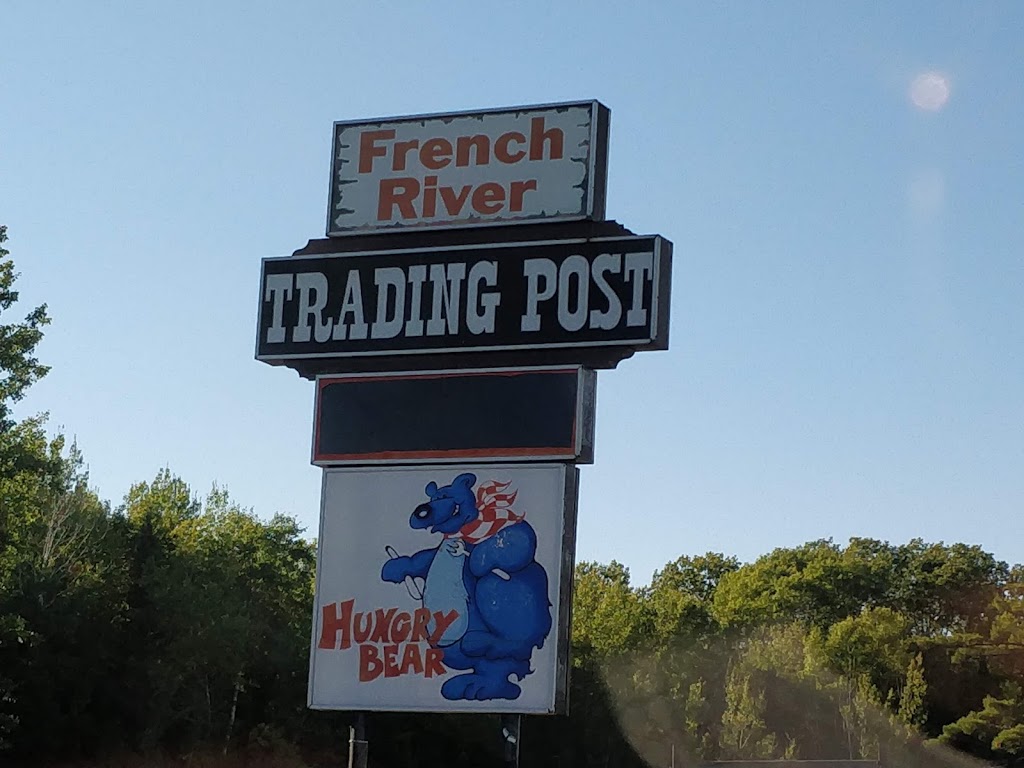 French
River
TRADING POST
HUNGRY
BEAR